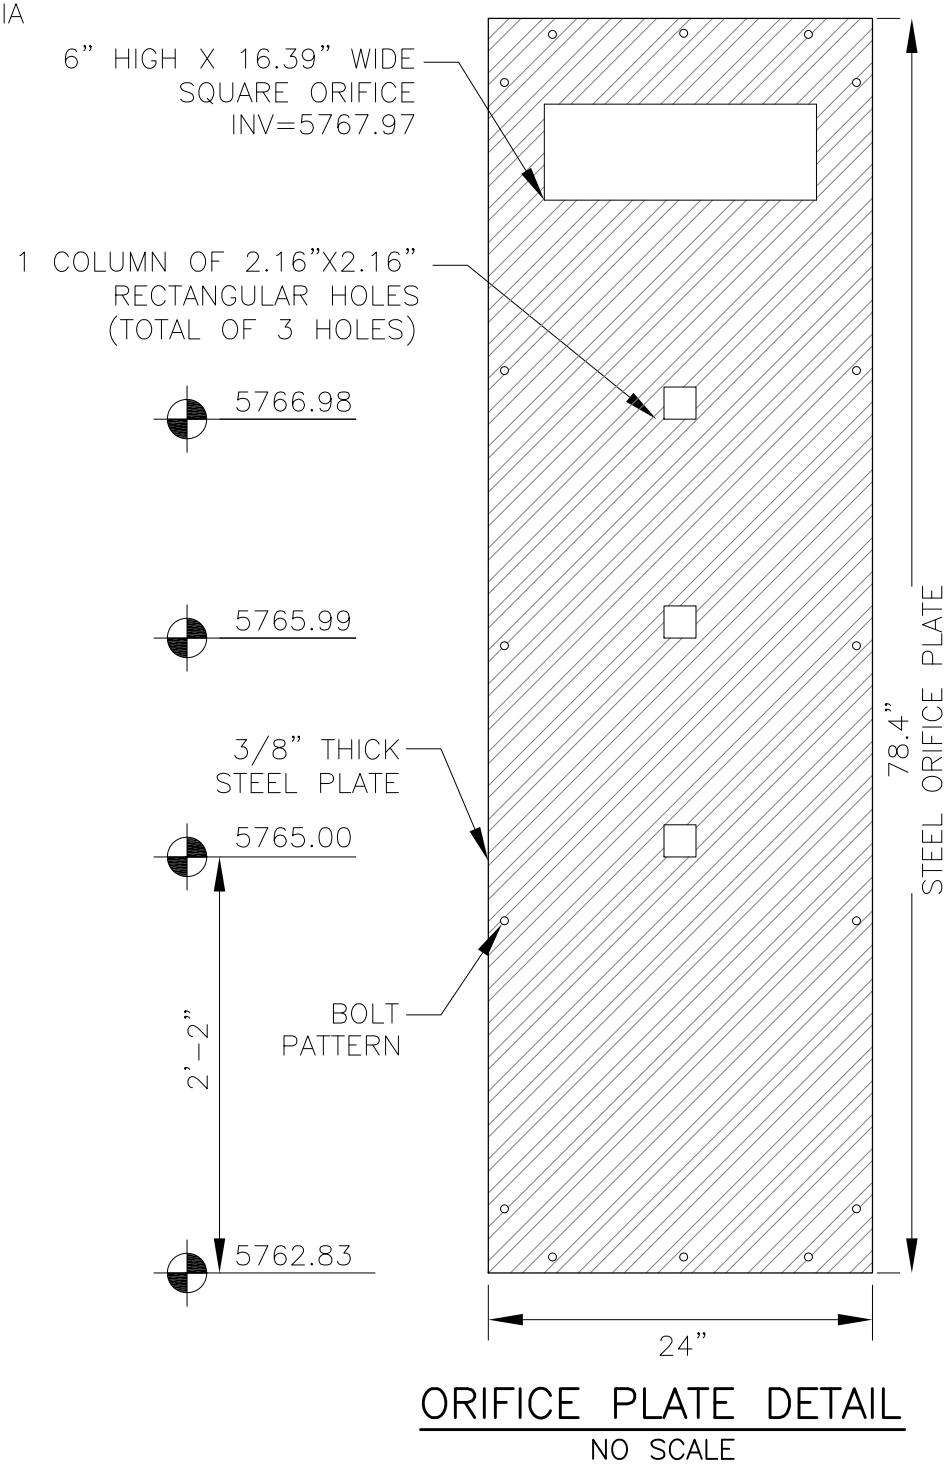 IA
6” HIGH X 16.39” WIDE
SQUARE ORIFICE
INV=5767.97
1 COLUMN OF 2.16”X2.16”
RECTANGULAR HOLES
(TOTAL OF 3 HOLES)
5766.98
5765.99
3/8” THICK
STEEL PLATE
5765.00
BOLT
PATTERN
2’-2”
5762.83
78.4”
STEEL ORIFICE PLATE
24”
ORIFICE PLATE DETAIL
NO SCALE